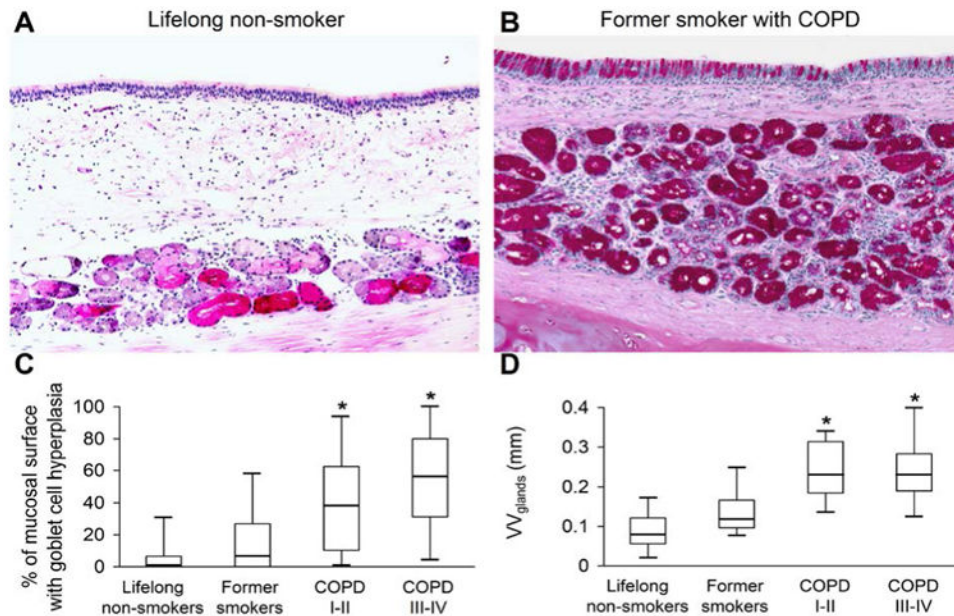 A Lifelong non-smoker
B Former smoker with COPD
C
% of mucosal surface
with goblet cell hyperplasia
100
80
60
40
20
0
*
*
Lifelong
non-smokers
Former
smokers
COPD
I-II
COPD
III-IV
D
VVglands (mm)
0.4
0.3
0.2
0.1
0
*
*
Lifelong
non-smokers
Former
smokers
COPD
I-II
COPD
III-IV